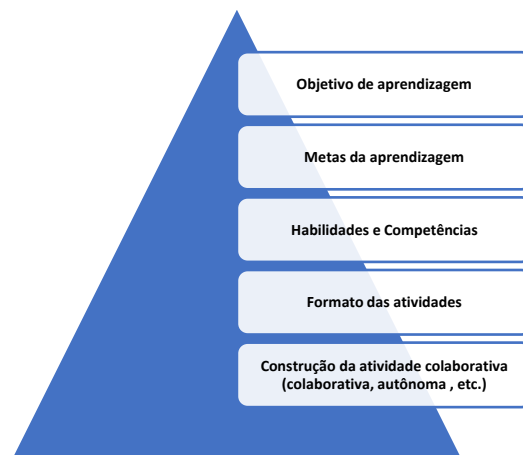 Objetivo de aprendizagem
Metas da aprendizagem
Habilidades e Competências
Formato das atividades
Construção da atividade colaborativa
(colaborativa, autônoma , etc.)